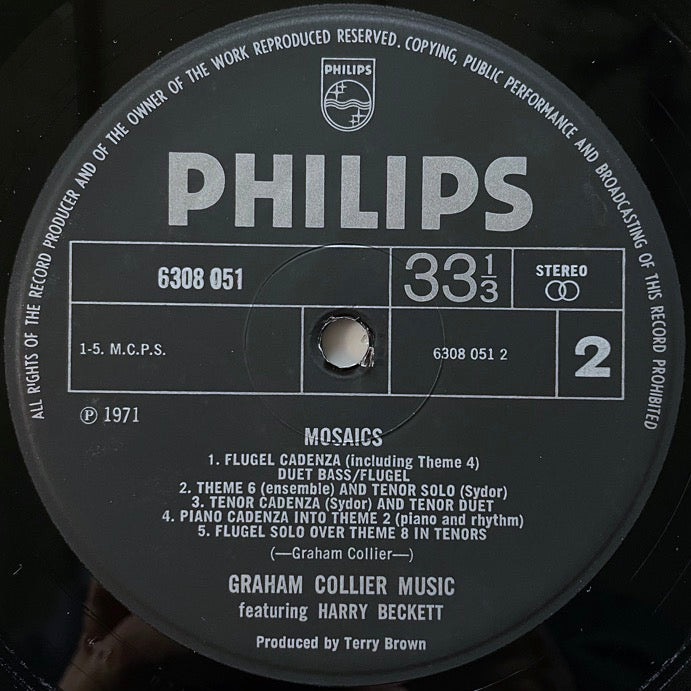 ALL RIGHTS OF THE RECORD PRODUCER AND OF THE OWNER OF THE WORK REPRODUCED RESERVED. COPYING, PUBLIC PERFORMANCE AND BROADCASTING OF THIS RECORD PROHIBITED
PHILIPS
PHILIPS
6308 051
33 1/3
STEREO
1-5. M.C.P.S.
6308 051 2
2
Ⓟ 1971
MOSAICS
1. FLUGEL CADENZA (including Theme 4)
DUET BASS/FLUGEL
2. THEME 6 (ensemble) AND TENOR SOLO (Sydor)
3. TENOR CADENZA (Sydor) AND TENOR DUET
4. PIANO CADENZA INTO THEME 2 (piano and rhythm)
5. FLUGEL SOLO OVER THEME 8 IN TENORS
(—Graham Collier—)
GRAHAM COLLIER MUSIC
featuring HARRY BECKETT
Produced by Terry Brown